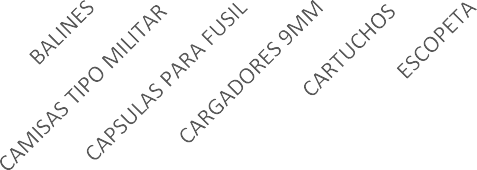 BALINES
CAMISAS TIPO MILITAR
CAPSULAS PARA FUSIL
CARGADORES 9MM
CARTUCHOS
ESCOPETA